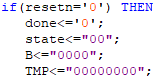 if(resetn='0') THEN
done<='0';
state<="00";
B<="0000";
TMP<="00000000";